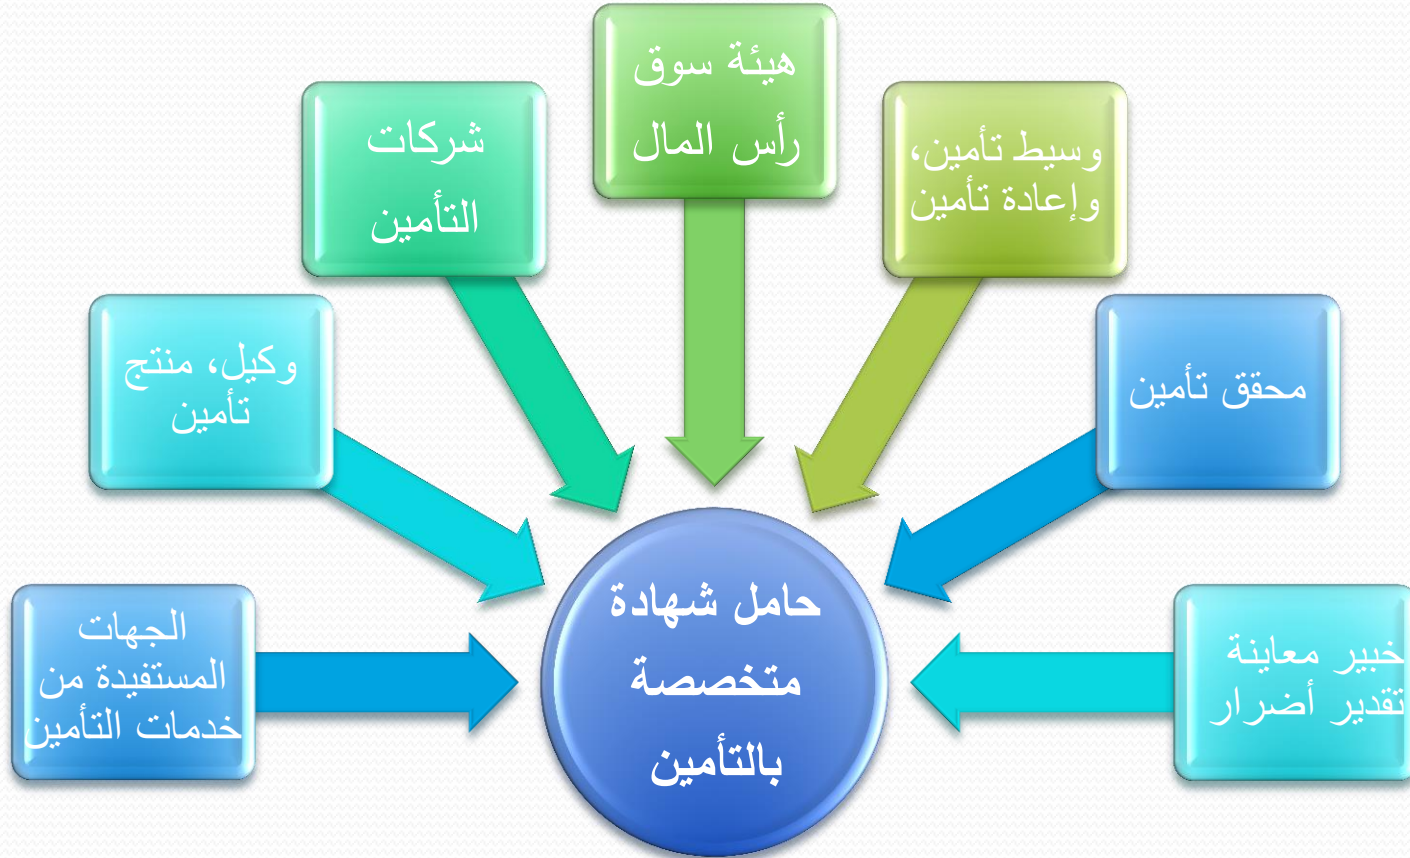 هيئة سوق
رأس المال
وسيط تأمين،
وإعادة تأمين
شركات
التأمين
محقق تأمين
وكيل، منتج
تأمين
خبير معاينة
تقدير أضرار
الجهات
المستفيدة من
خدمات التأمين
حامل شهادة
متخصصة
بالتأمين